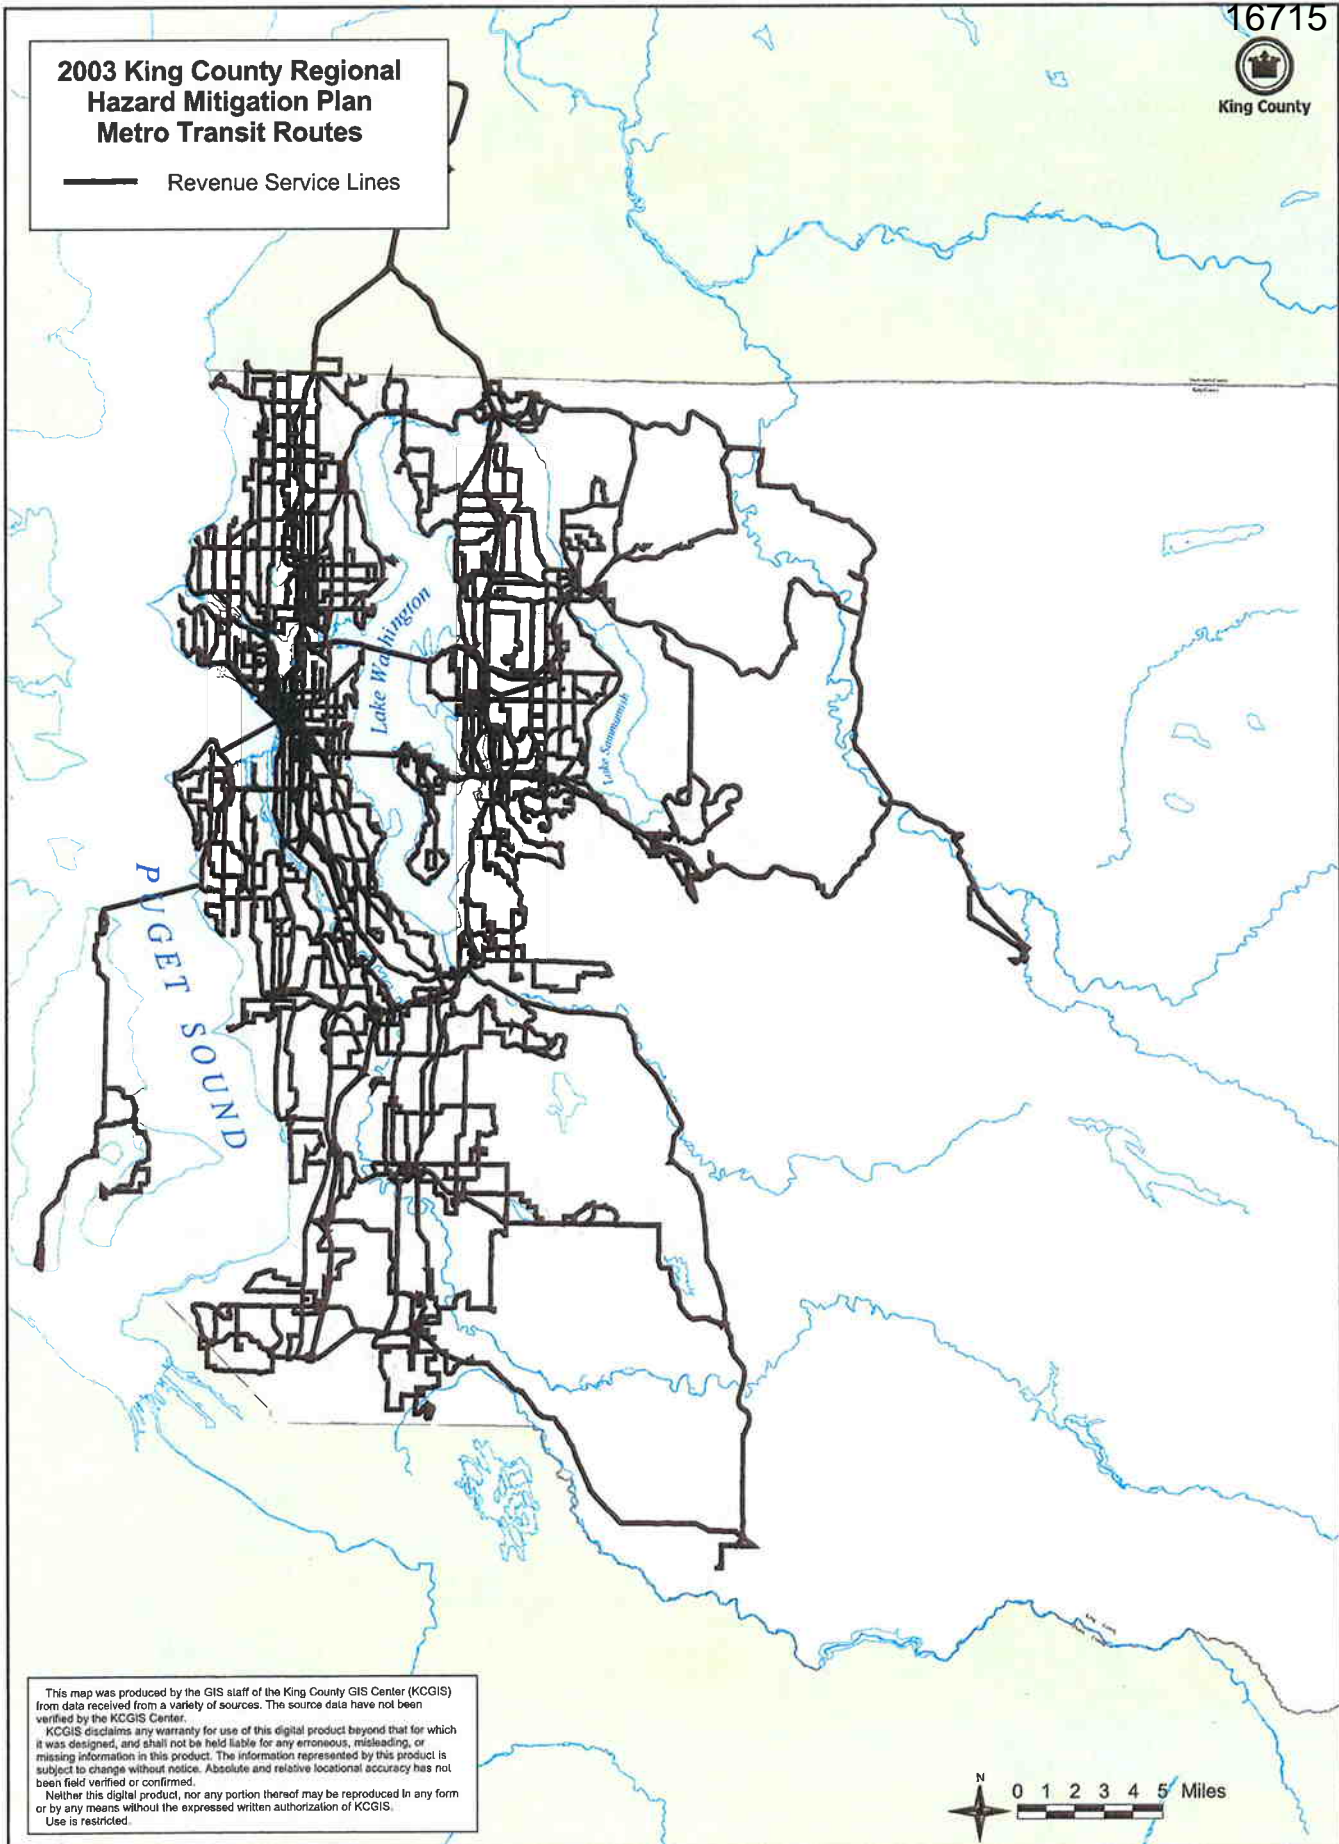 16715
King County
2003 King County Regional
Hazard Mitigation Plan
Metro Transit Routes
Revenue Service Lines
Lake Washington
Lake Sammamish
PUGET SOUND
This map was produced by the GIS staff of the King County GIS Center (KCGIS)
from data received from a variety of sources. The source data have not been
verified by the KCGIS Center.
KCGIS disclaims any warranty for use of this digital product beyond that for which
it was designed, and shall not be held liable for any erroneous, misleading, or
missing information in this product. The information represented by this product is
subject to change without notice. Absolute and relative locational accuracy has not
been field verified or confirmed.
Neither this digital product, nor any portion thereof may be reproduced in any form
or by any means without the expressed written authorization of KCGIS.
Use is restricted.
N
0 1 2 3 4 5 Miles